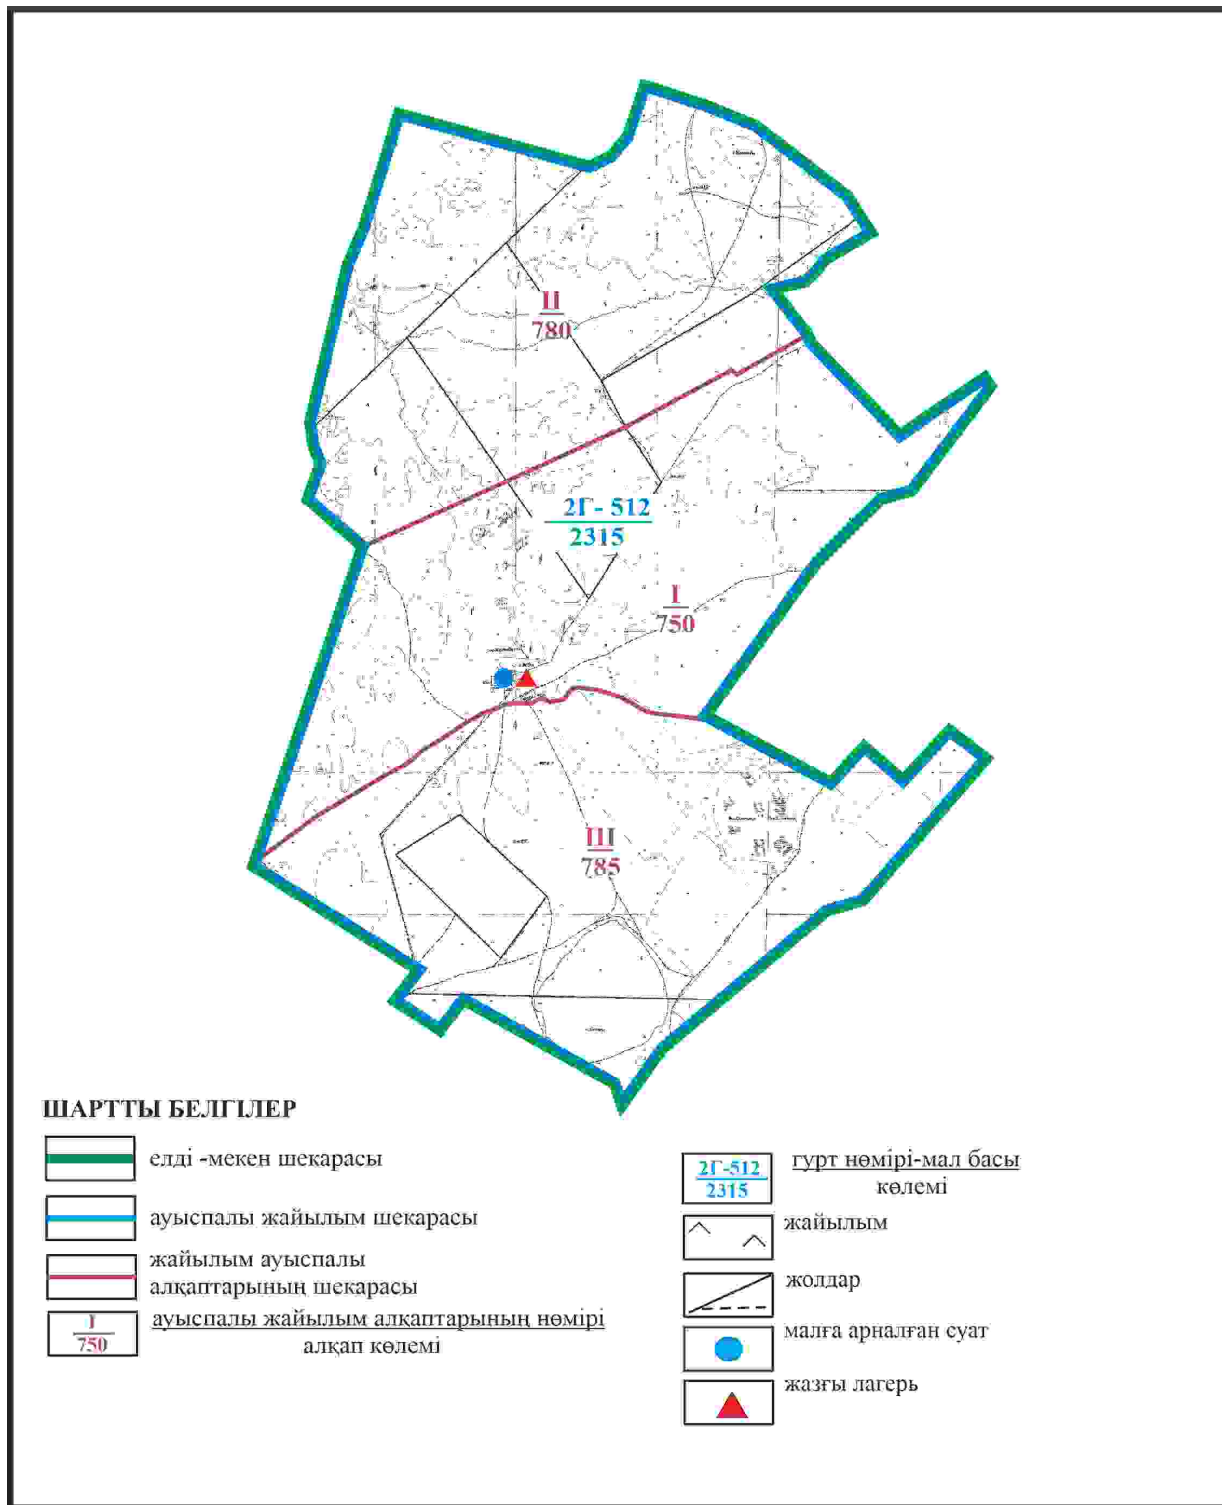 II
780
2Г - 512
2315
I
750
III
785
ШАРТТЫ БЕЛГІЛЕР
елді -мекен шекарасы
ауыспалы жайылым шекарасы
жайылым ауыспалы
алқаптарының шекарасы
I
750
ауыспалы жайылым алқаптарының нөмірі
алқап көлемі
2Г-512
2315
гурт нөмірі-мал басы
көлемі
жайылым
жолдар
малға арналған суат
жазғы лагерь